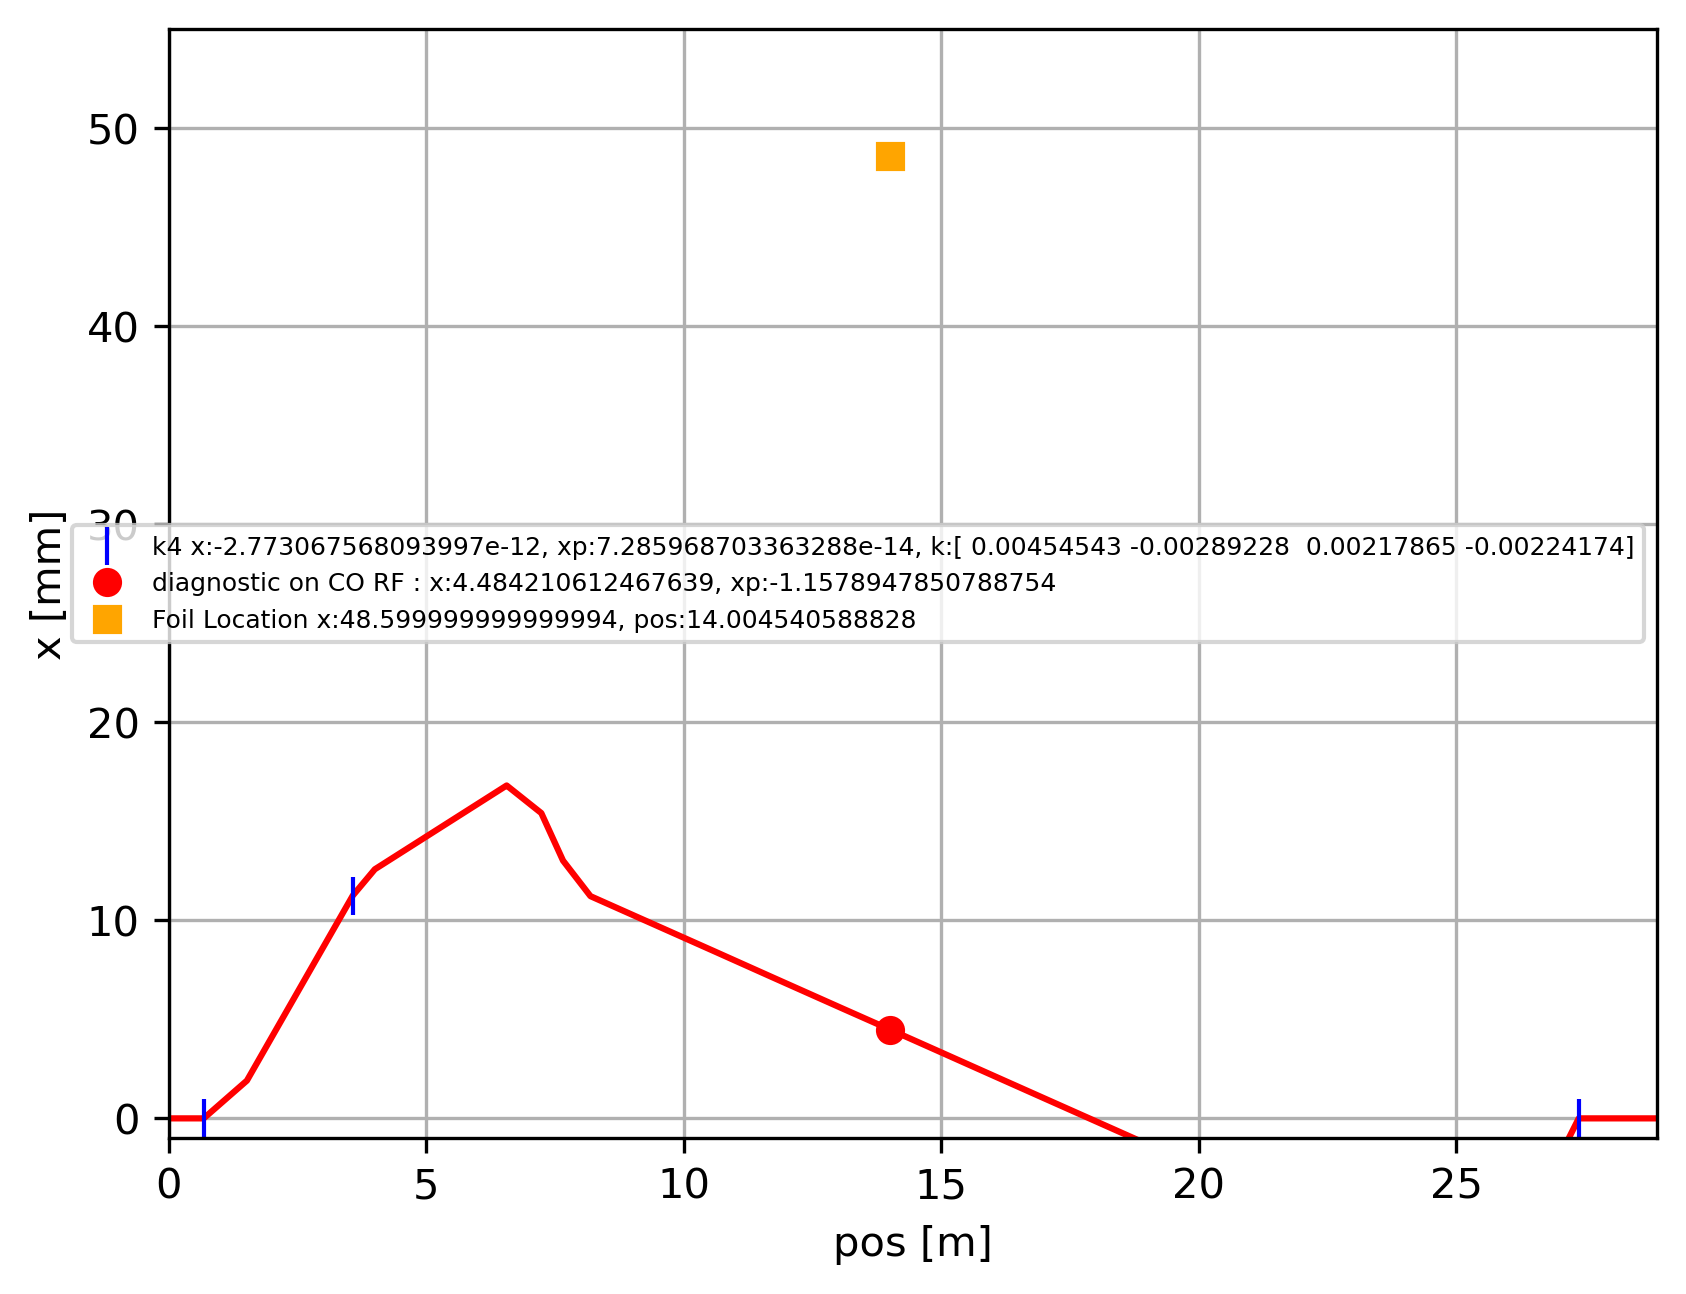 50
40
30
k4 x:-2.773067568093997e-12, xp:7.285968703363288e-14, k:[ 0.00454543 -0.00289228  0.00217865 -0.00224174]
diagnostic on CO RF : x:4.484210612467639, xp:-1.1578947850788754
Foil Location x:48.599999999999994, pos:14.004540588828
x [mm]
20
10
0
0 5 10 15 20 25
pos [m]